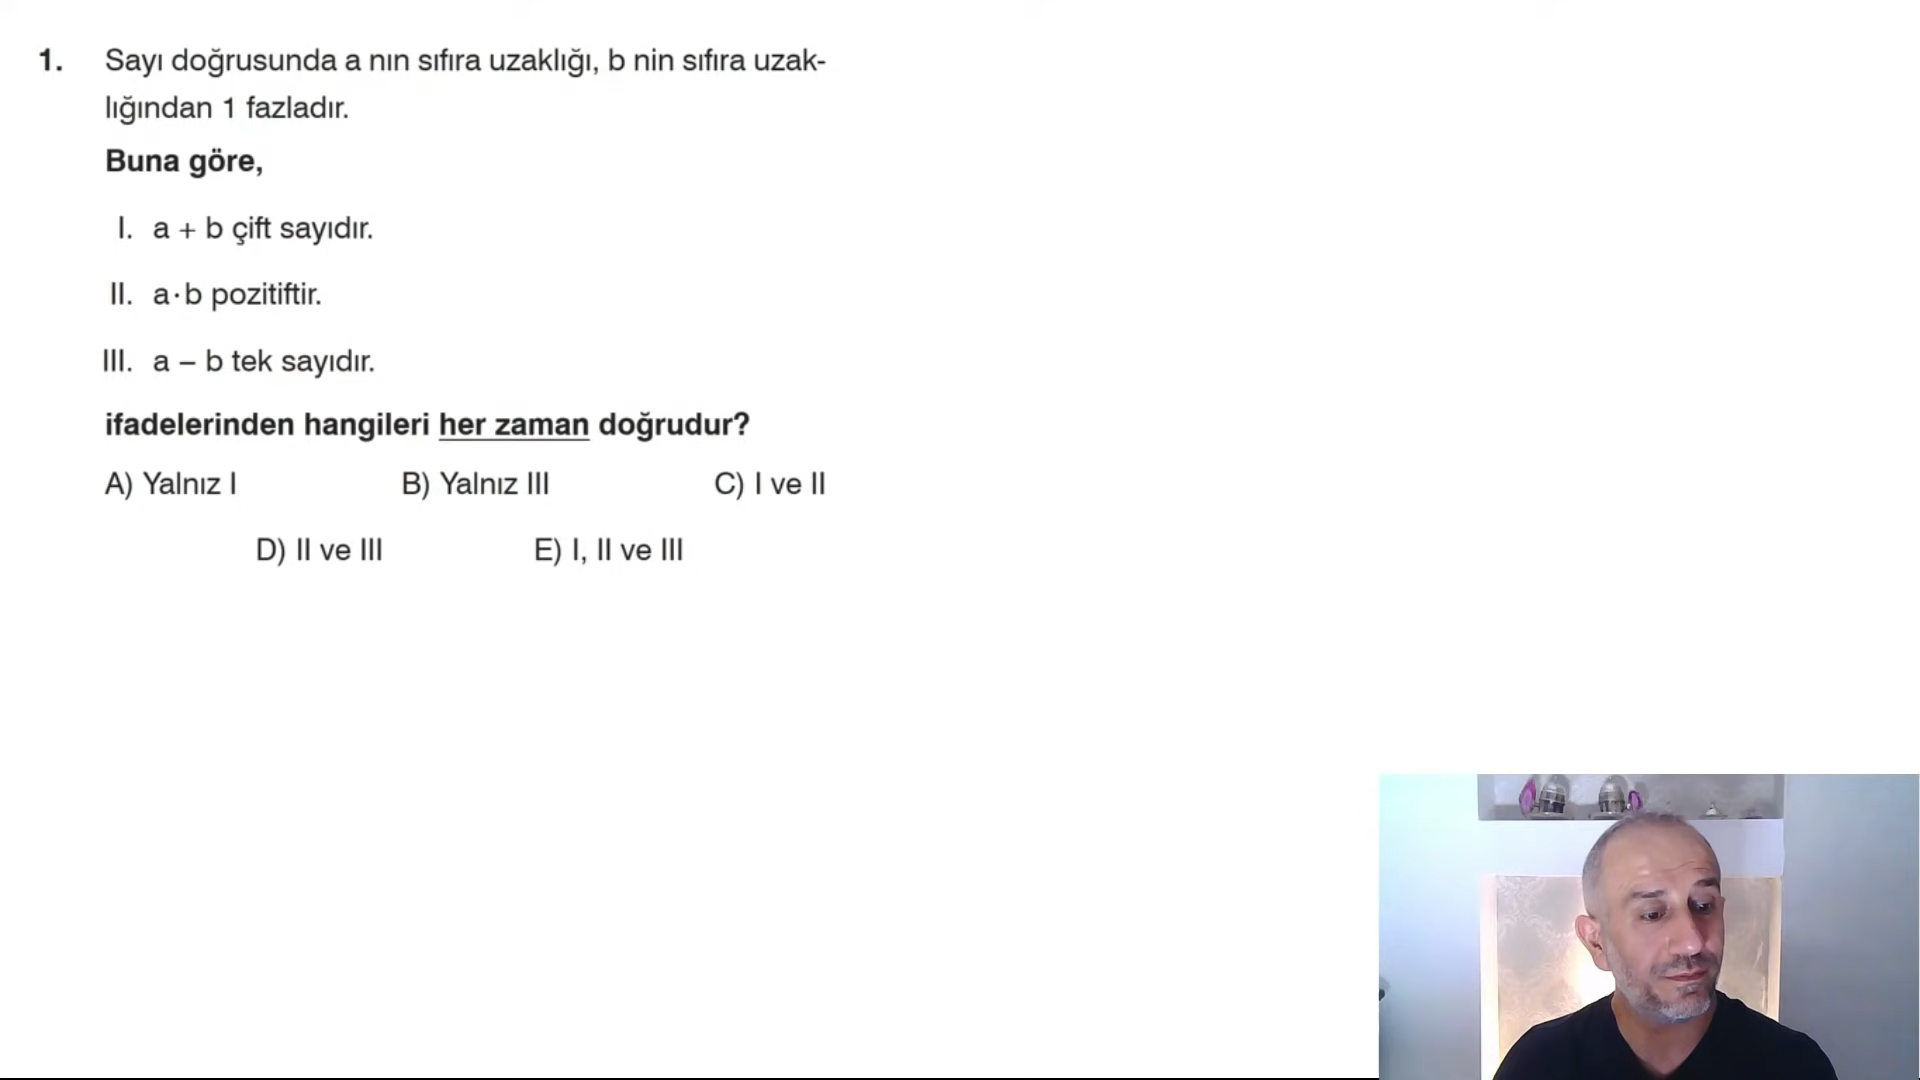 1. Sayı doğrusunda a nın sıfıra uzaklığı, b nin sıfıra uzak-
lığından 1 fazladır.
Buna göre,
I. a + b çift sayıdır.
II. a·b pozitiftir.
III. a − b tek sayıdır.
ifadelerinden hangileri her zaman doğrudur?
A) Yalnız I B) Yalnız III C) I ve II
D) II ve III E) I, II ve III